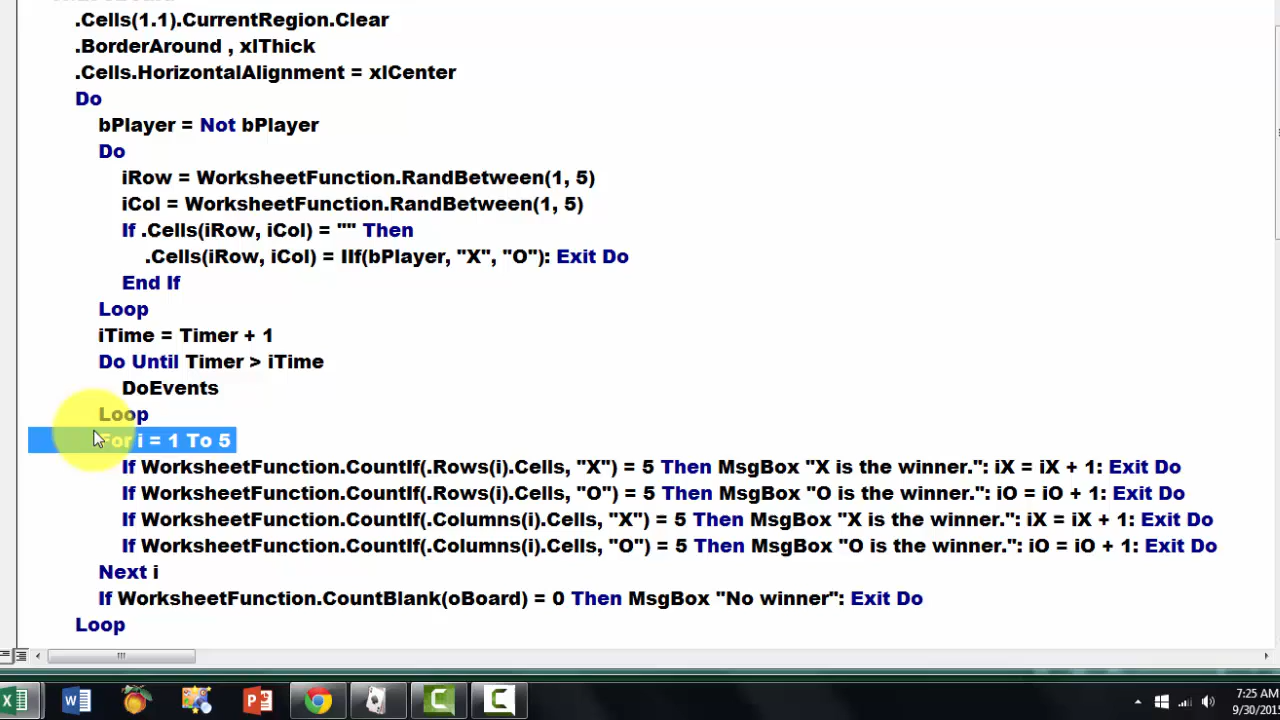 .Cells(1.1).CurrentRegion.Clear
.BorderAround , xlThick
.Cells.HorizontalAlignment = xlCenter
Do
bPlayer = Not bPlayer
Do
iRow = WorksheetFunction.RandBetween(1, 5)
iCol = WorksheetFunction.RandBetween(1, 5)
If .Cells(iRow, iCol) = "" Then
.Cells(iRow, iCol) = IIf(bPlayer, "X", "O"): Exit Do
End If
Loop
iTime = Timer + 1
Do Until Timer > iTime
DoEvents
Loop
For i = 1 To 5
If WorksheetFunction.CountIf(.Rows(i).Cells, "X") = 5 Then MsgBox "X is the winner.": iX = iX + 1: Exit Do
If WorksheetFunction.CountIf(.Rows(i).Cells, "O") = 5 Then MsgBox "O is the winner.": iO = iO + 1: Exit Do
If WorksheetFunction.CountIf(.Columns(i).Cells, "X") = 5 Then MsgBox "X is the winner.": iX = iX + 1: Exit Do
If WorksheetFunction.CountIf(.Columns(i).Cells, "O") = 5 Then MsgBox "O is the winner.": iO = iO + 1: Exit Do
Next i
If WorksheetFunction.CountBlank(oBoard) = 0 Then MsgBox "No winner": Exit Do
Loop
7:25 AM